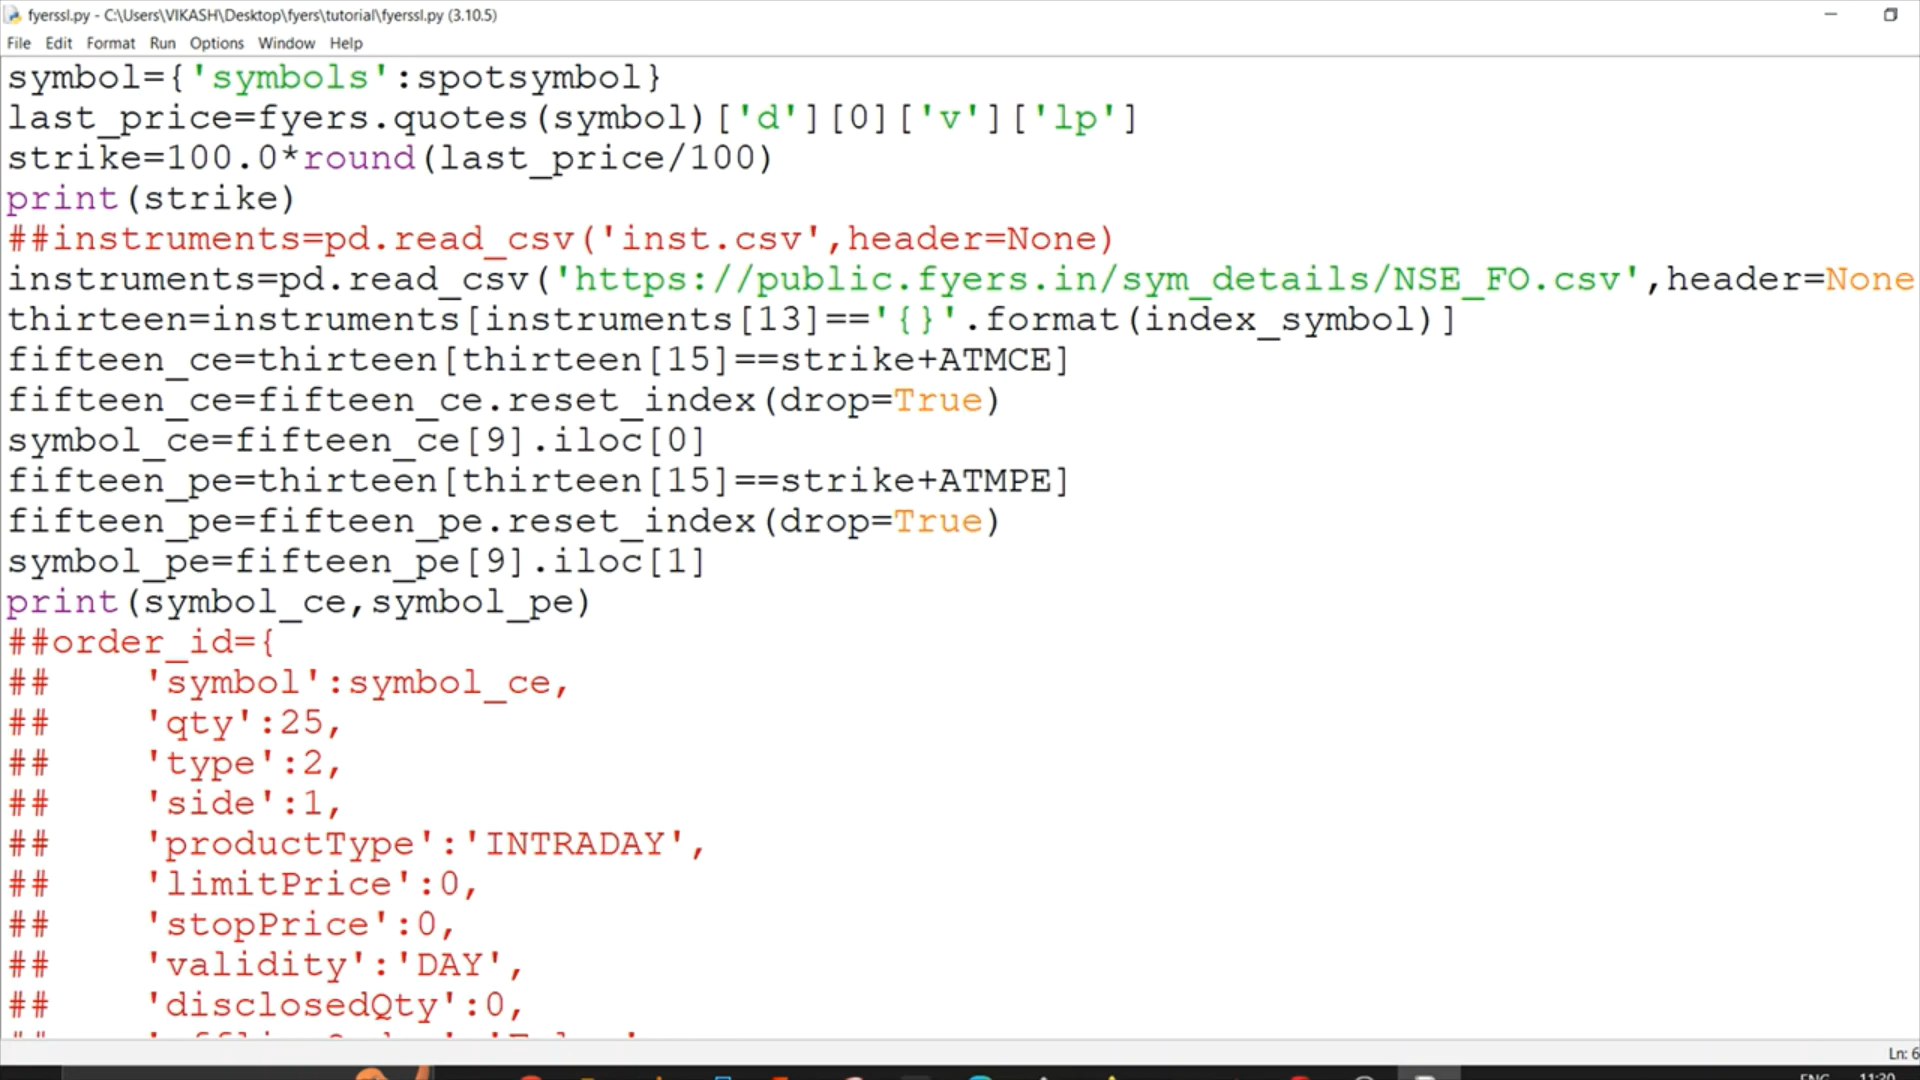 fyerssl.py - C:\Users\VIKASH\Desktop\fyers\tutorial\fyerssl.py (3.10.5)
File Edit Format Run Options Window Help
symbol={'symbols':spotsymbol}
last_price=fyers.quotes(symbol)['d'][0]['v']['lp']
strike=100.0*round(last_price/100)
print(strike)
##instruments=pd.read_csv('inst.csv',header=None)
instruments=pd.read_csv('https://public.fyers.in/sym_details/NSE_FO.csv',header=None
thirteen=instruments[instruments[13]=='{}'.format(index_symbol)]
fifteen_ce=thirteen[thirteen[15]==strike+ATMCE]
fifteen_ce=fifteen_ce.reset_index(drop=True)
symbol_ce=fifteen_ce[9].iloc[0]
fifteen_pe=thirteen[thirteen[15]==strike+ATMPE]
fifteen_pe=fifteen_pe.reset_index(drop=True)
symbol_pe=fifteen_pe[9].iloc[1]
print(symbol_ce,symbol_pe)
##order_id={
##    'symbol':symbol_ce,
##    'qty':25,
##    'type':2,
##    'side':1,
##    'productType':'INTRADAY',
##    'limitPrice':0,
##    'stopPrice':0,
##    'validity':'DAY',
##    'disclosedQty':0,
Ln: 6